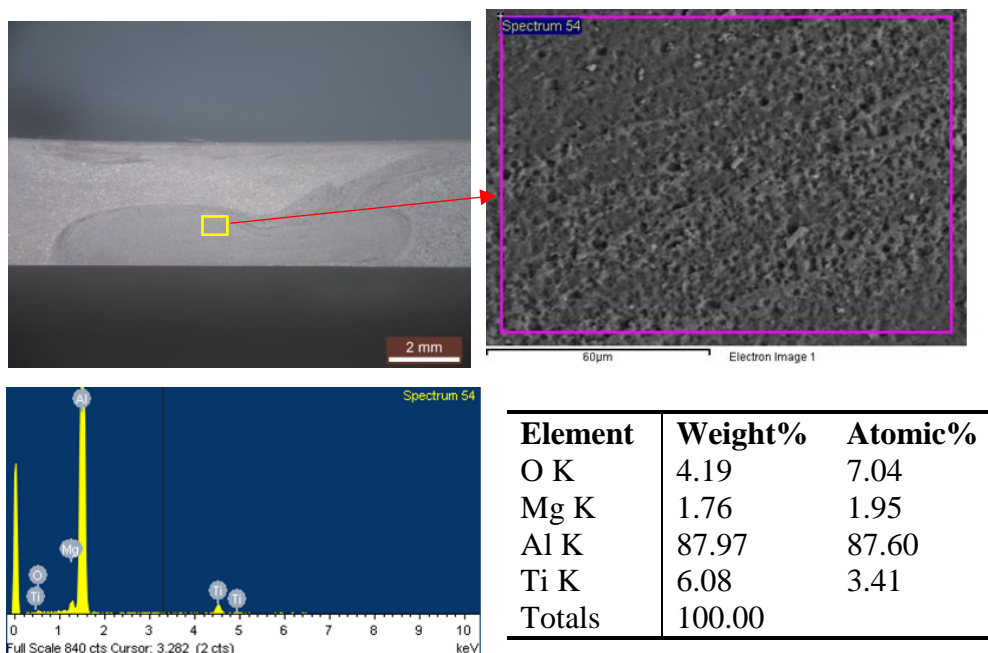 Spectrum 54
2 mm
60µm Electron Image 1
Spectrum 54
Al
Mg
O
Ti
Ti
Ti
0 1 2 3 4 5 6 7 8 9 10
Full Scale 840 cts Cursor: 3.282 (2 cts) keV
Element Weight% Atomic%
O K 4.19 7.04
Mg K 1.76 1.95
Al K 87.97 87.60
Ti K 6.08 3.41
Totals 100.00